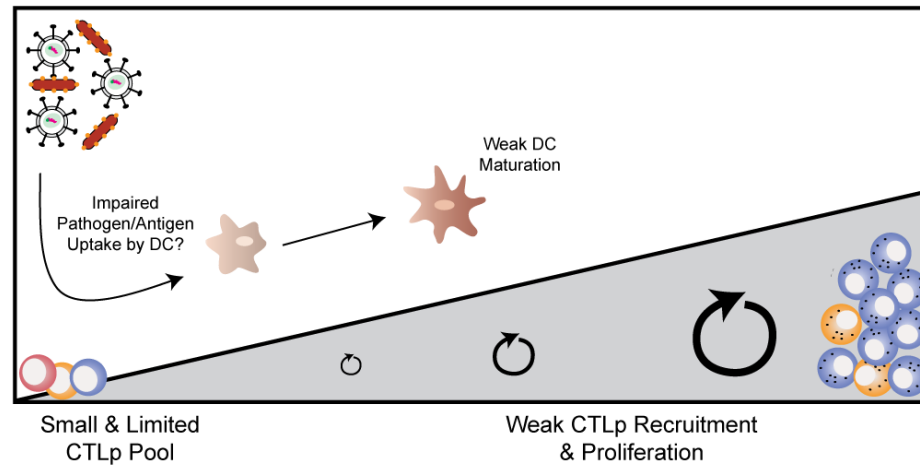 Weak DC
Maturation
Impaired
Pathogen/Antigen
Uptake by DC?
Small & Limited
CTLp Pool
Weak CTLp Recruitment
& Proliferation